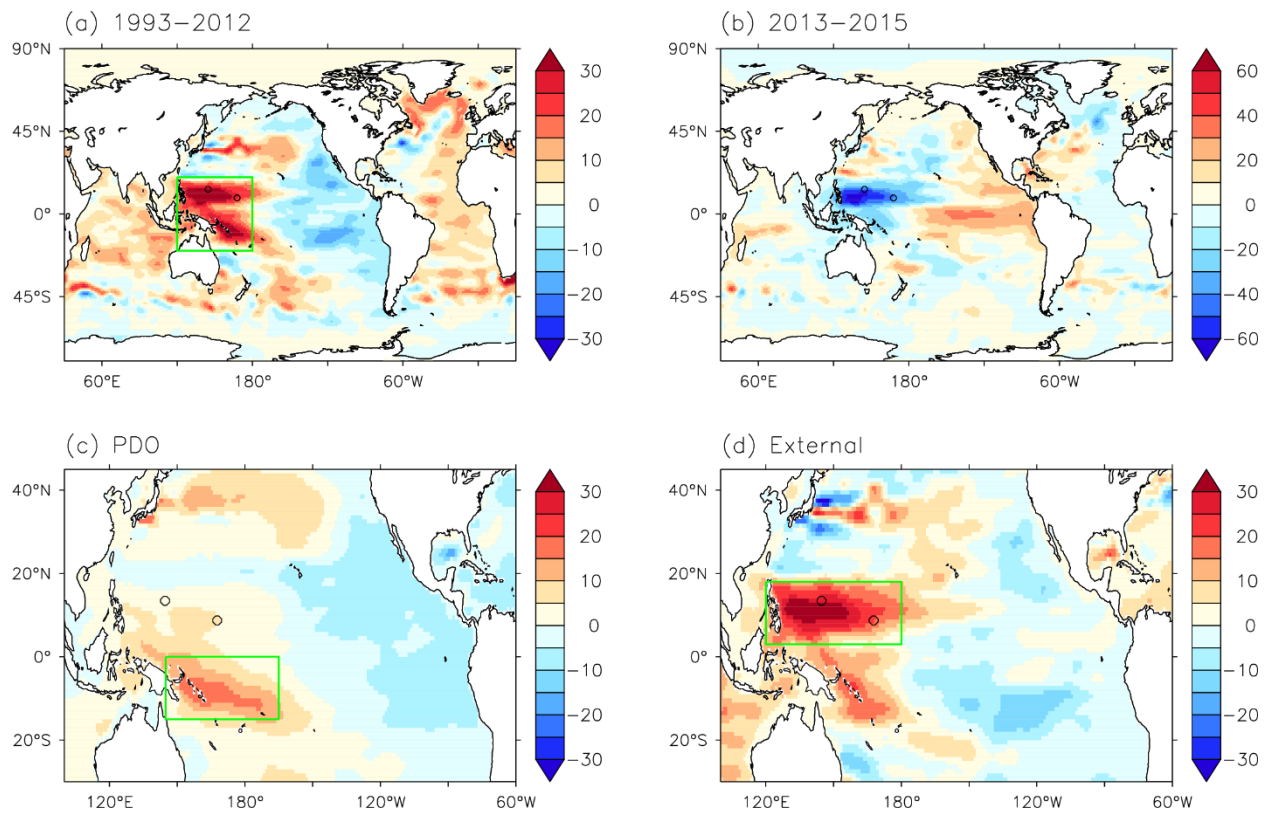 (a) 1993−2012
90°N
45°N
0°
45°S
60°E
180°
60°W
30
20
10
0
−10
−20
−30
(b) 2013−2015
90°N
45°N
0°
45°S
60°E
180°
60°W
60
40
20
0
−20
−40
−60
(c) PDO
40°N
20°N
0°
20°S
120°E
180°
120°W
60°W
30
20
10
0
−10
−20
−30
(d) External
40°N
20°N
0°
20°S
120°E
180°
120°W
60°W
30
20
10
0
−10
−20
−30